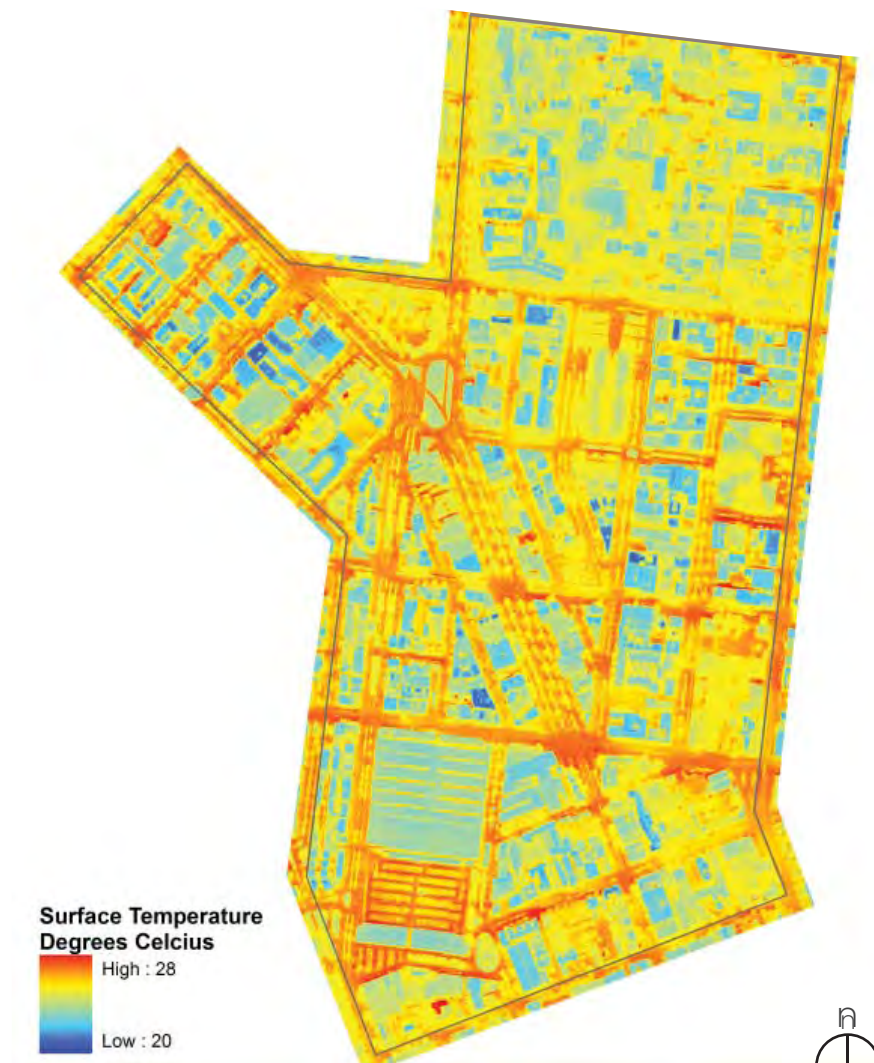 Surface Temperature
Degrees Celcius
High : 28
Low : 20
n